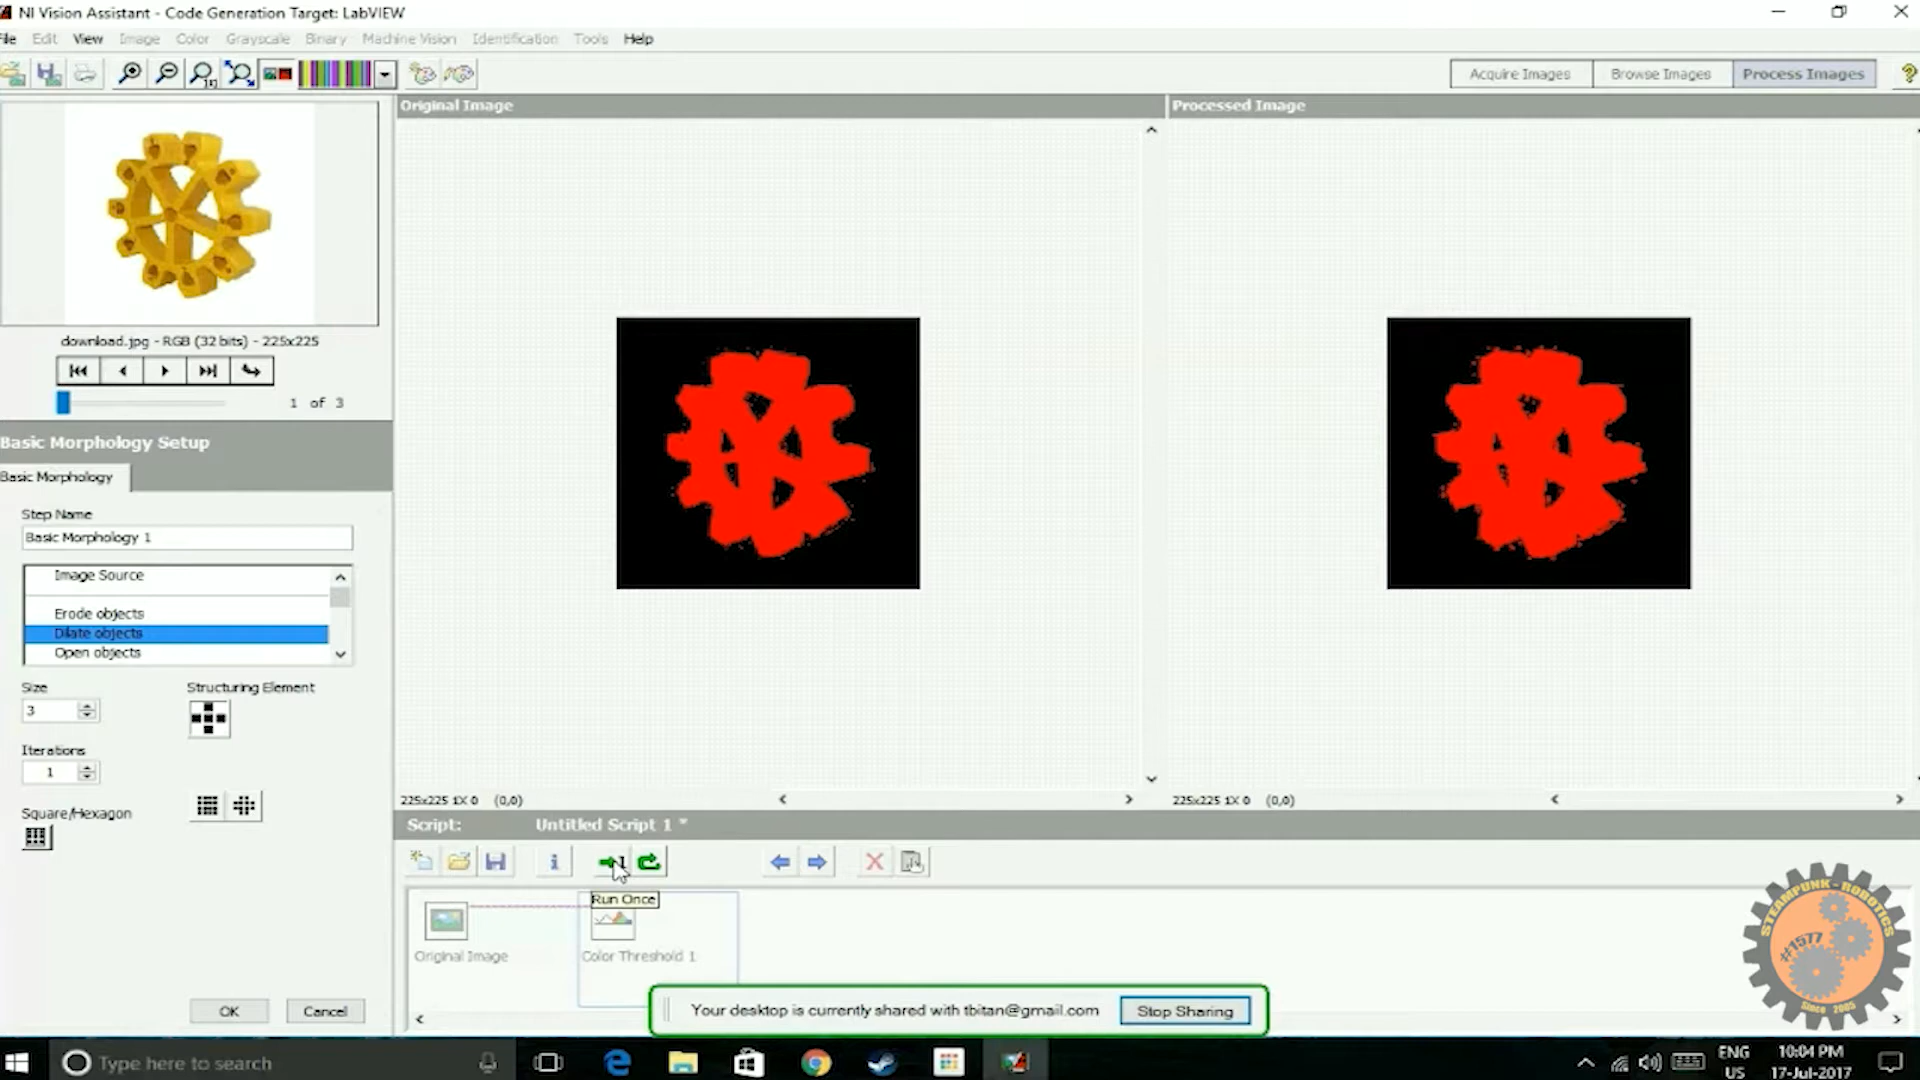 NI Vision Assistant - Code Generation Target: LabVIEW
File Edit View Image Color Grayscale Binary Machine Vision Identification Tools Help
Acquire Images Browse Images Process Images
Original Image
Processed Image
download.jpg - RGB (32 bits) - 225x225
1 of 3
Basic Morphology Setup
Basic Morphology
Step Name
Basic Morphology 1
Image Source
Erode objects
Dilate objects
Open objects
Size
Structuring Element
3
Iterations
1
Square/Hexagon
OK Cancel
225x225 1X 0 (0,0)
225x225 1X 0 (0,0)
Script: Untitled Script 1 *
Run Once
Original Image
Color Threshold 1
Your desktop is currently shared with tbitan@gmail.com
Stop Sharing
STEAMPUNK-ROBOTICS
#1577
Since 2005
Type here to search
ENG
US
10:04 PM
17-Jul-2017